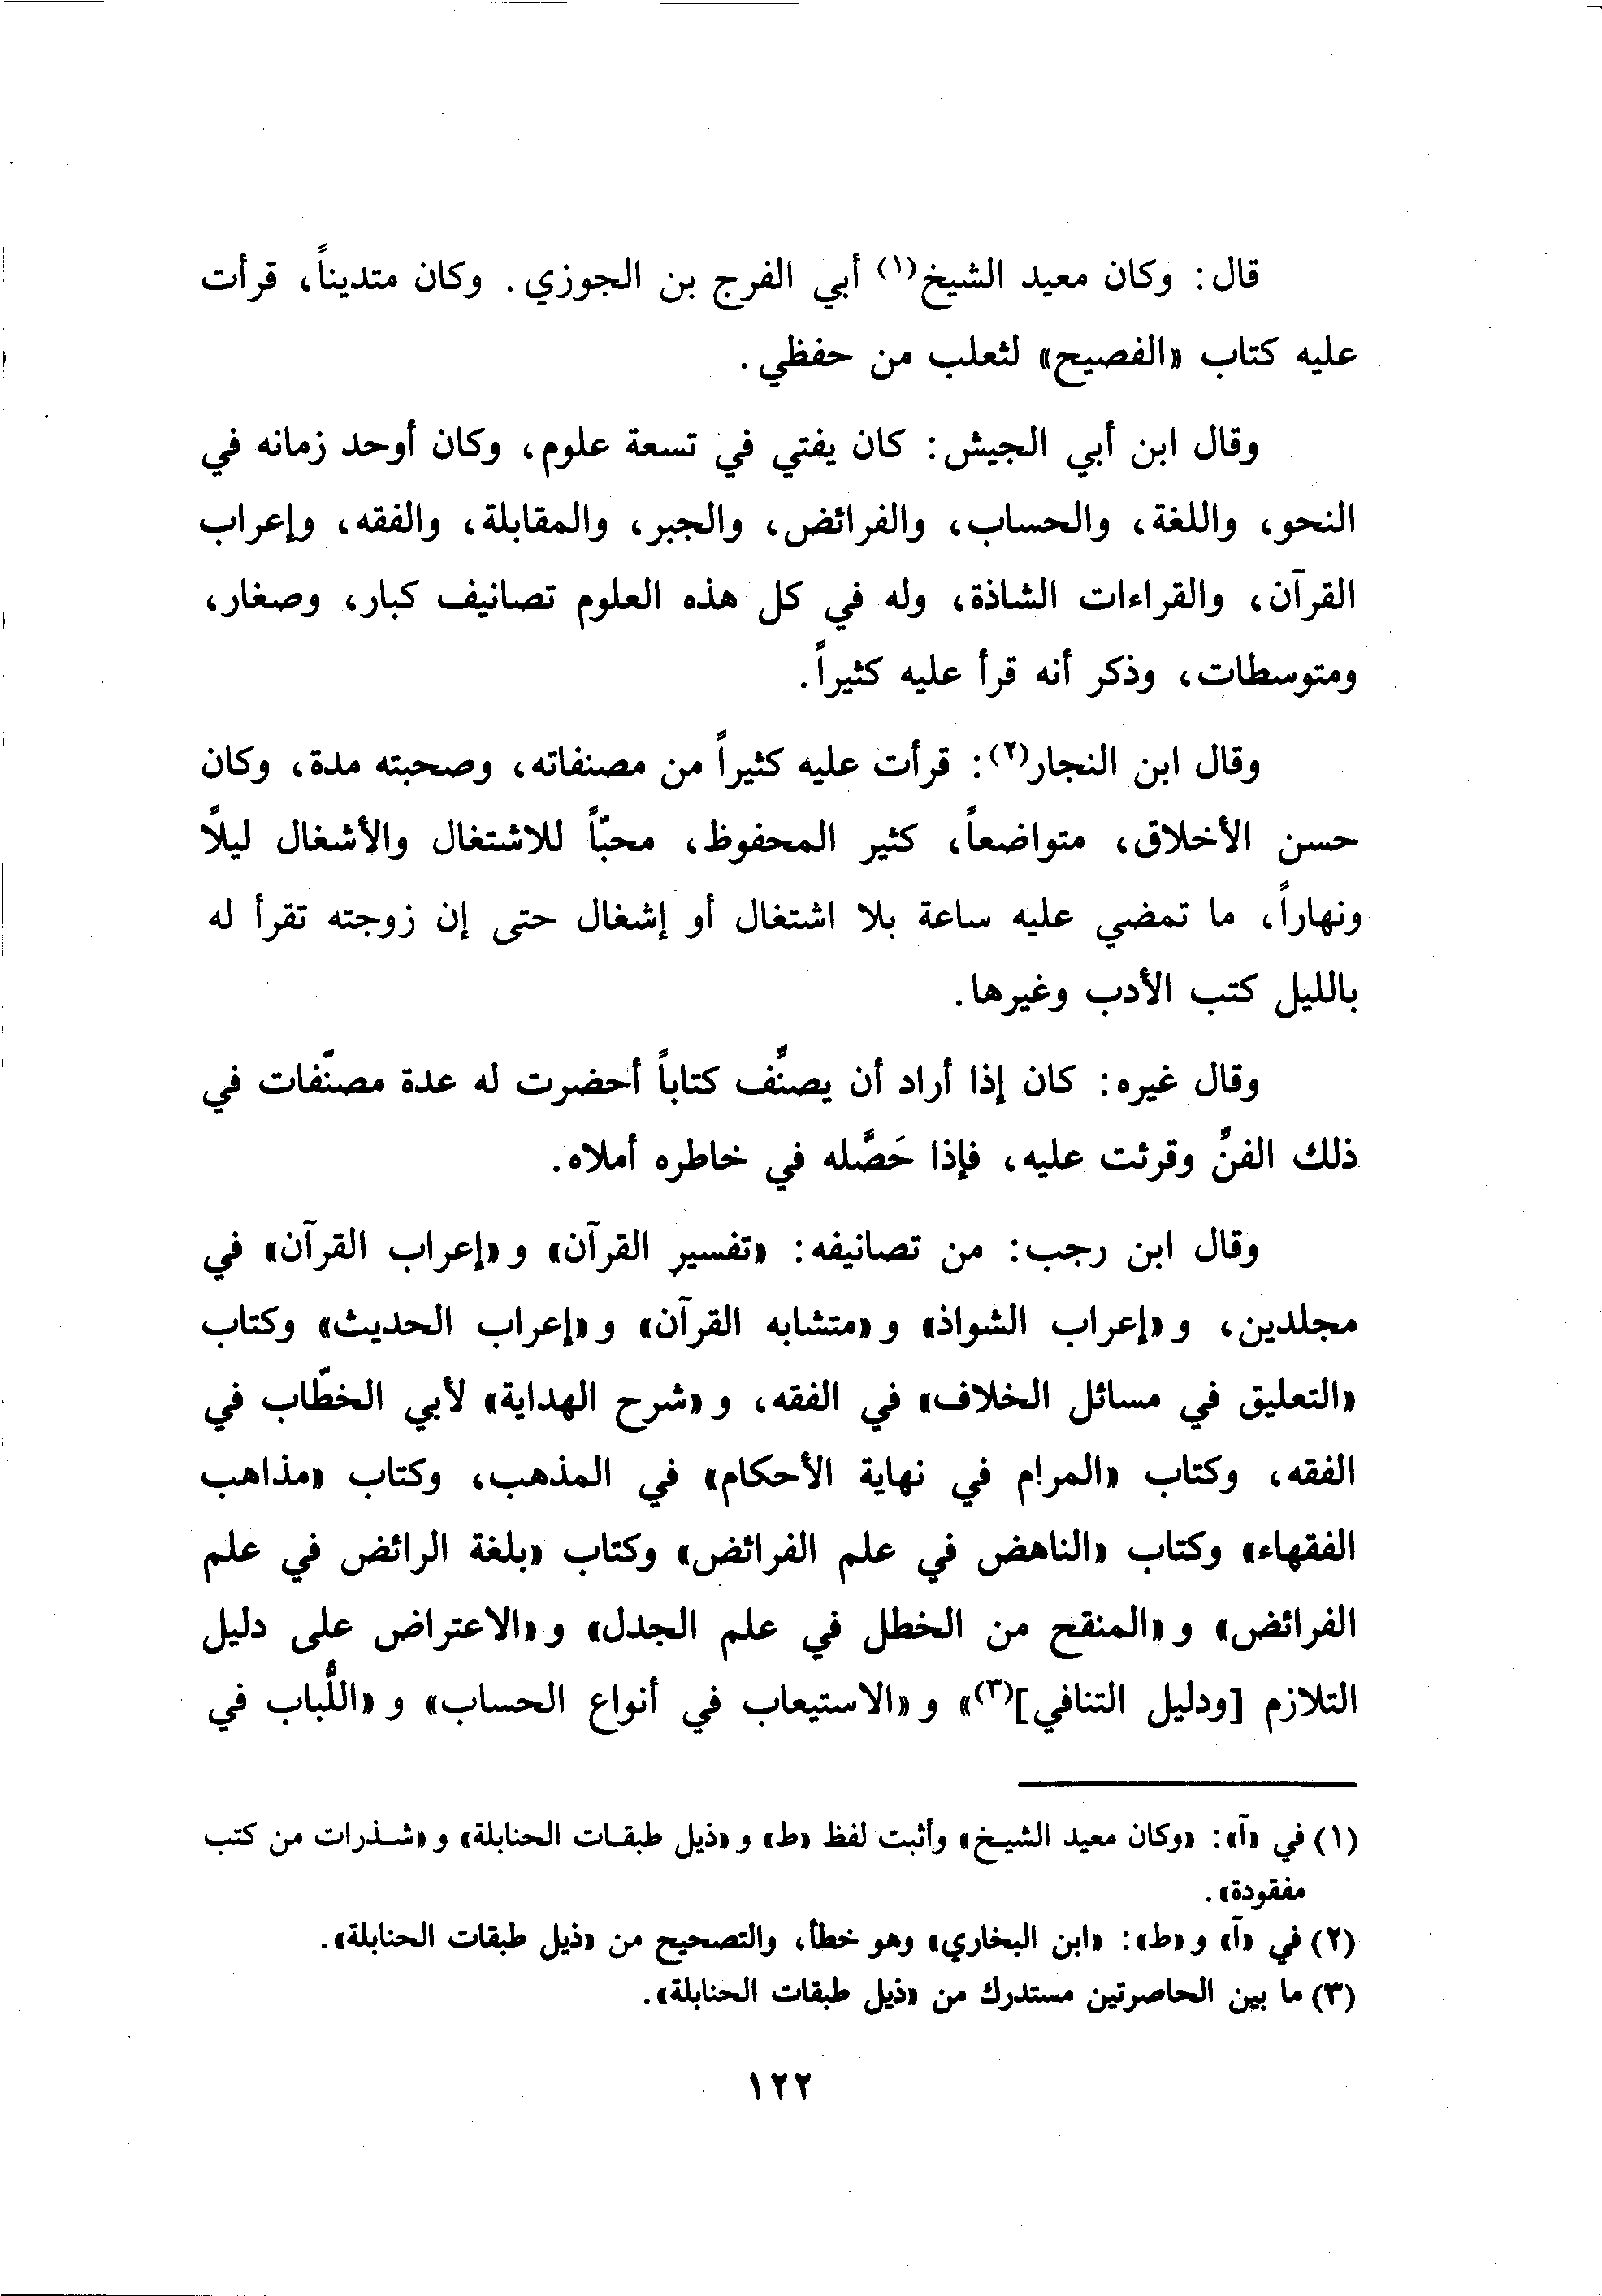 قال: وكان معيد الشيخ(١) أبي الفرج بن الجوزي. وكان متديناً، قرأت
عليه كتاب «الفصيح» لثعلب من حفظي.
وقال ابن أبي الجيش: كان يفتي في تسعة علوم، وكان أوحد زمانه في
النحو، واللغة، والحساب، والفرائض، والجبر، والمقابلة، والفقه، وإعراب
القرآن، والقراءات الشاذة، وله في كل هذه العلوم تصانيف كبار، وصغار،
ومتوسطات، وذكر أنه قرأ عليه كثيراً.
وقال ابن النجار(٢): قرأت عليه كثيراً من مصنفاته، وصحبته مدة، وكان
حسن الأخلاق، متواضعاً، كثير المحفوظ، محبّاً للاشتغال والأشغال ليلًا
ونهاراً، ما تمضي عليه ساعة بلا اشتغال أو إشغال حتى إن زوجته تقرأ له
بالليل كتب الأدب وغيرها.
وقال غيره: كان إذا أراد أن يصنِّف كتاباً أحضرت له عدة مصنّفات في
ذلك الفنِّ وقرئت عليه، فإذا حَصَّله في خاطره أملاه.
وقال ابن رجب: من تصانيفه: «تفسير القرآن» و«إعراب القرآن» في
مجلدين، و«إعراب الشواذ» و«متشابه القرآن» و«إعراب الحديث» وكتاب
«التعليق في مسائل الخلاف» في الفقه، و«شرح الهداية» لأبي الخطّاب في
الفقه، وكتاب «المرام في نهاية الأحكام» في المذهب، وكتاب «مذاهب
الفقهاء» وكتاب «الناهض في علم الفرائض» وكتاب «بلغة الرائض في علم
الفرائض» و«المنقح من الخطل في علم الجدل» و«الاعتراض على دليل
التلازم [ودليل التنافي](٣)» و«الاستيعاب في أنواع الحساب» و«اللُّباب في
(١) في «آ»: «وكان معيد الشيخ» وأثبت لفظ «ط» و«ذيل طبقات الحنابلة» و«شذرات من كتب
مفقودة».
(٢) في «آ» و«ط»: «ابن البخاري» وهو خطأ، والتصحيح من «ذيل طبقات الحنابلة».
(٣) ما بين الحاصرتين مستدرك من «ذيل طبقات الحنابلة».
١٢٢